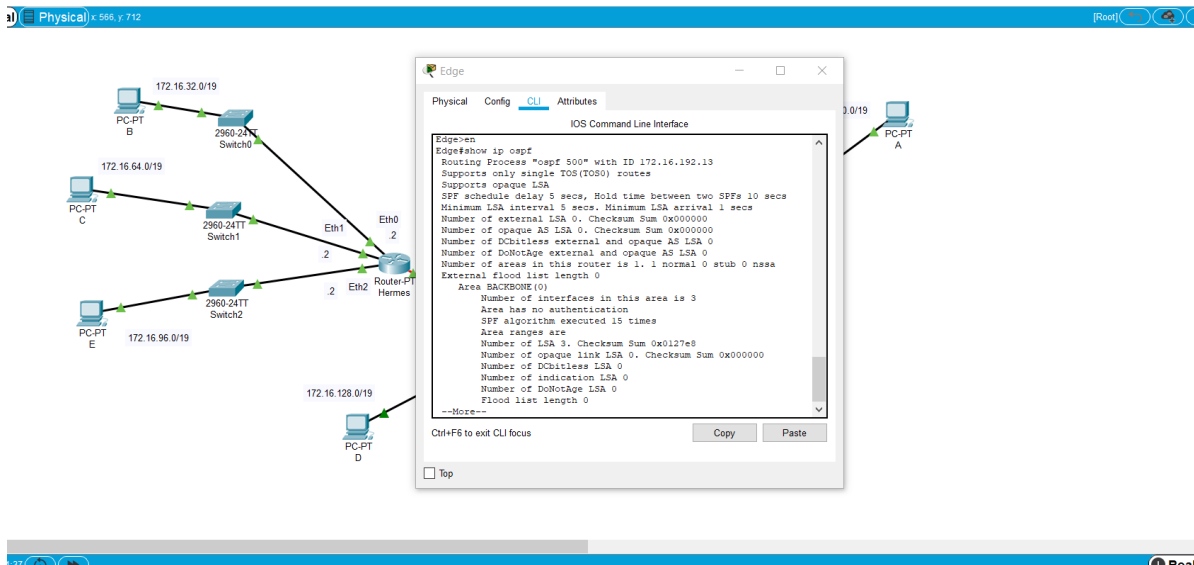 Physical x: 566, y: 712
[Root]
172.16.32.0/19
PC-PT
B
2960-24TT
Switch0
172.16.64.0/19
PC-PT
C
2960-24TT
Switch1
Eth1
.2
Eth0
.2
Router-PT
Hermes
.2
Eth2
2960-24TT
Switch2
PC-PT
E
172.16.96.0/19
172.16.128.0/19
PC-PT
D
.0/19
PC-PT
A
Edge
Physical Config CLI Attributes
IOS Command Line Interface
Edge>en
Edge#show ip ospf
Routing Process "ospf 500" with ID 172.16.192.13
Supports only single TOS(TOS0) routes
Supports opaque LSA
SPF schedule delay 5 secs, Hold time between two SPFs 10 secs
Minimum LSA interval 5 secs. Minimum LSA arrival 1 secs
Number of external LSA 0. Checksum Sum 0x000000
Number of opaque AS LSA 0. Checksum Sum 0x000000
Number of DCbitless external and opaque AS LSA 0
Number of DoNotAge external and opaque AS LSA 0
Number of areas in this router is 1. 1 normal 0 stub 0 nssa
External flood list length 0
Area BACKBONE(0)
Number of interfaces in this area is 3
Area has no authentication
SPF algorithm executed 15 times
Area ranges are
Number of LSA 3. Checksum Sum 0x0127e8
Number of opaque link LSA 0. Checksum Sum 0x000000
Number of DCbitless LSA 0
Number of indication LSA 0
Number of DoNotAge LSA 0
Flood list length 0
--More--
Ctrl+F6 to exit CLI focus
Copy
Paste
Top